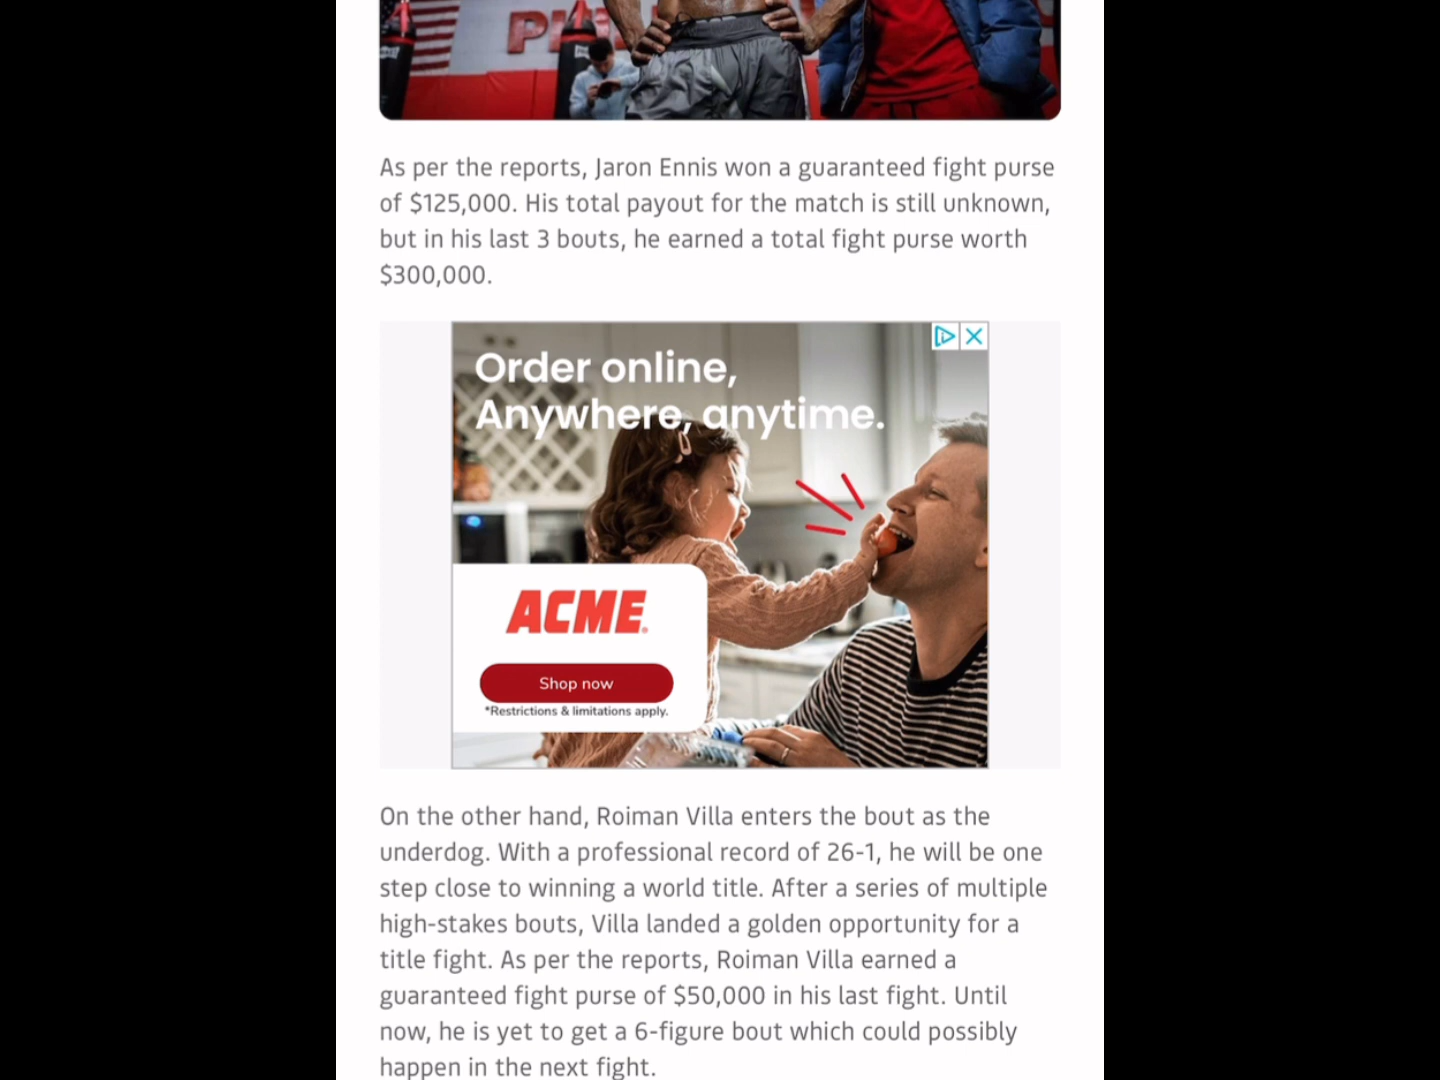 As per the reports, Jaron Ennis won a guaranteed fight purse
of $125,000. His total payout for the match is still unknown,
but in his last 3 bouts, he earned a total fight purse worth
$300,000.
Order online,
Anywhere, anytime.
ACME
Shop now
*Restrictions & limitations apply.
On the other hand, Roiman Villa enters the bout as the
underdog. With a professional record of 26-1, he will be one
step close to winning a world title. After a series of multiple
high-stakes bouts, Villa landed a golden opportunity for a
title fight. As per the reports, Roiman Villa earned a
guaranteed fight purse of $50,000 in his last fight. Until
now, he is yet to get a 6-figure bout which could possibly
happen in the next fight.